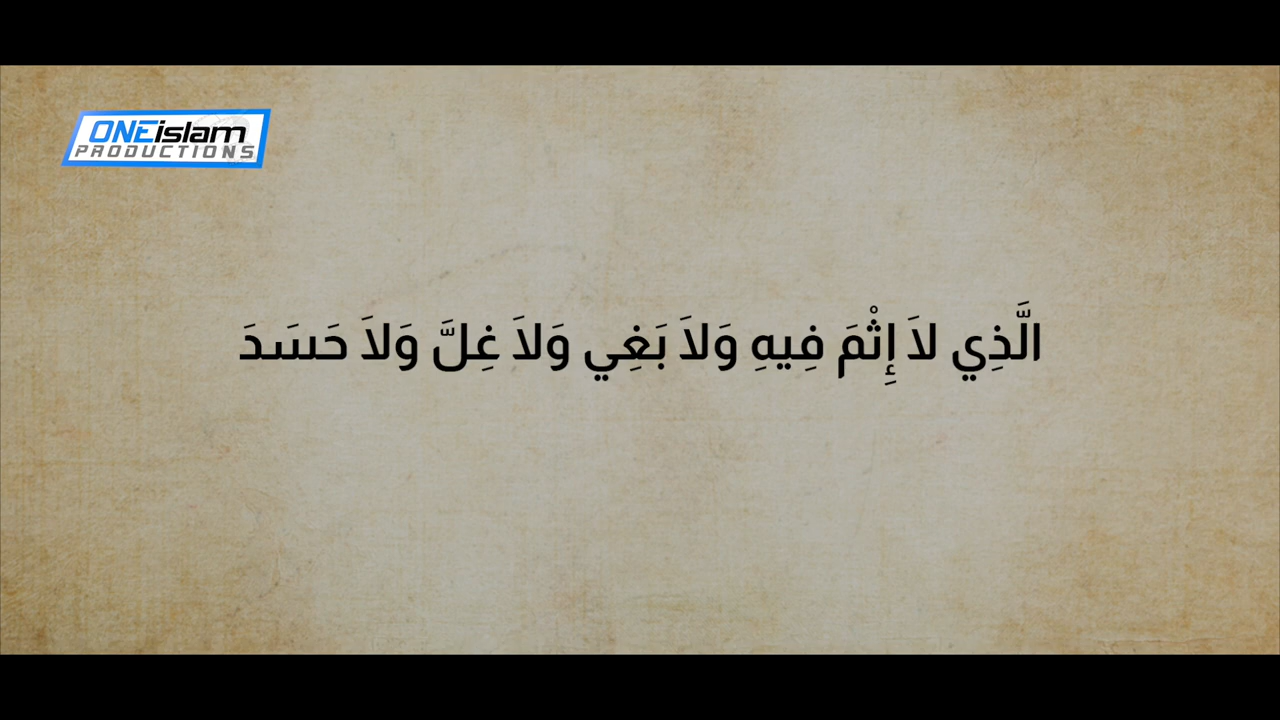 ONEislam
PRODUCTIONS
الَّذِي لاَ إِثْمَ فِيهِ وَلاَ بَغِي وَلاَ غِلَّ وَلاَ حَسَدَ